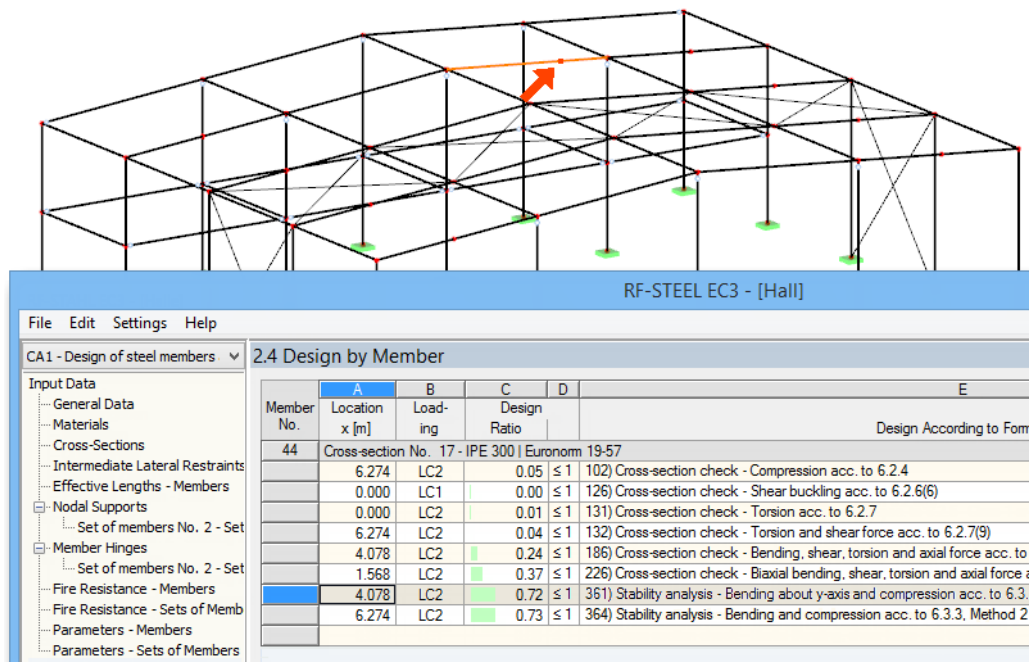 RF-STEEL EC3 - [Hall]
File Edit Settings Help
CA1 - Design of steel members
2.4 Design by Member
Input Data
General Data
Materials
Cross-Sections
Intermediate Lateral Restraints
Effective Lengths - Members
Nodal Supports
Set of members No. 2 - Set
Member Hinges
Set of members No. 2 - Set
Fire Resistance - Members
Fire Resistance - Sets of Memb
Parameters - Members
Parameters - Sets of Members
A B C D E
Member Location Load- Design
No. x [m] ing Ratio Design According to Form
44 Cross-section No. 17 - IPE 300 | Euronorm 19-57
6.274 LC2 0.05 ≤ 1 102) Cross-section check - Compression acc. to 6.2.4
0.000 LC1 0.00 ≤ 1 126) Cross-section check - Shear buckling acc. to 6.2.6(6)
0.000 LC2 0.01 ≤ 1 131) Cross-section check - Torsion acc. to 6.2.7
6.274 LC2 0.04 ≤ 1 132) Cross-section check - Torsion and shear force acc. to 6.2.7(9)
4.078 LC2 0.24 ≤ 1 186) Cross-section check - Bending, shear, torsion and axial force acc. to
1.568 LC2 0.37 ≤ 1 226) Cross-section check - Biaxial bending, shear, torsion and axial force a
4.078 LC2 0.72 ≤ 1 361) Stability analysis - Bending about y-axis and compression acc. to 6.3.
6.274 LC2 0.73 ≤ 1 364) Stability analysis - Bending and compression acc. to 6.3.3, Method 2